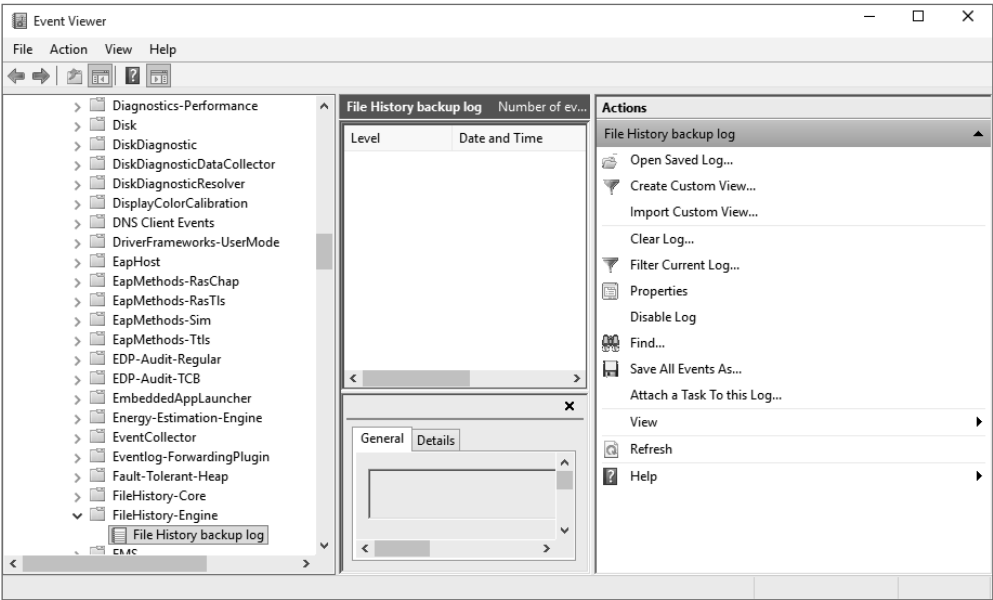 Event Viewer
File Action View Help
Diagnostics-Performance
Disk
DiskDiagnostic
DiskDiagnosticDataCollector
DiskDiagnosticResolver
DisplayColorCalibration
DNS Client Events
DriverFrameworks-UserMode
EapHost
EapMethods-RasChap
EapMethods-RasTls
EapMethods-Sim
EapMethods-Ttls
EDP-Audit-Regular
EDP-Audit-TCB
EmbeddedAppLauncher
Energy-Estimation-Engine
EventCollector
Eventlog-ForwardingPlugin
Fault-Tolerant-Heap
FileHistory-Core
FileHistory-Engine
File History backup log
FMS
File History backup log Number of ev...
Level Date and Time
General Details
Actions
File History backup log
Open Saved Log...
Create Custom View...
Import Custom View...
Clear Log...
Filter Current Log...
Properties
Disable Log
Find...
Save All Events As...
Attach a Task To this Log...
View
Refresh
Help